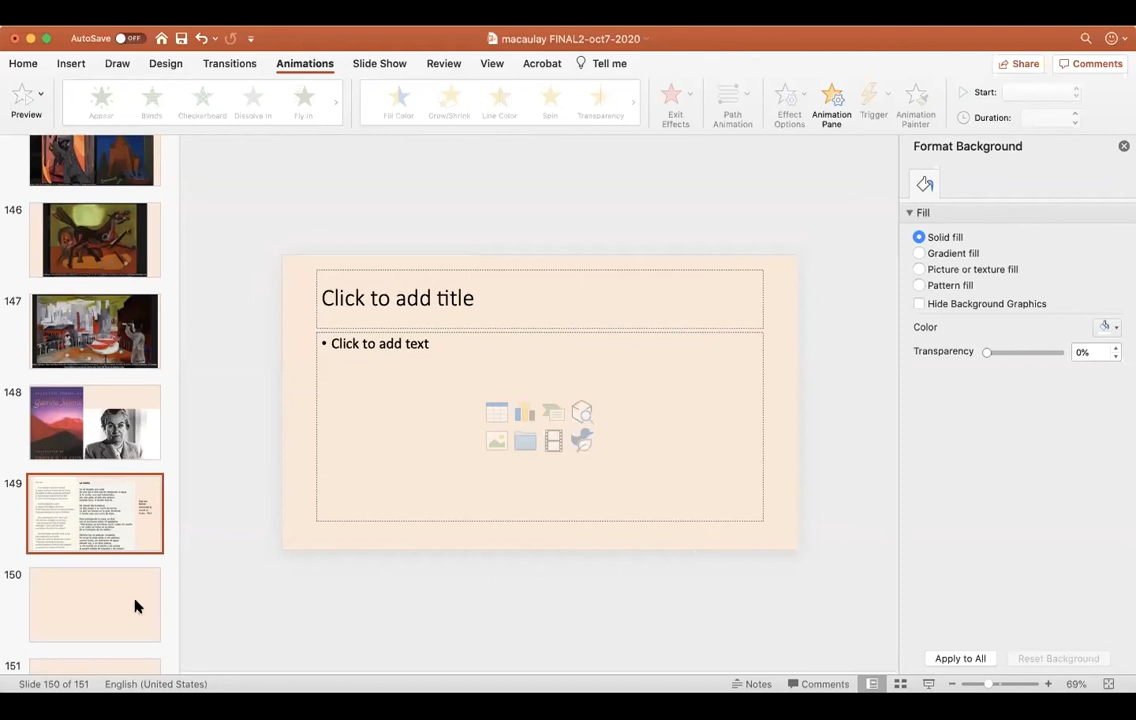 AutoSave OFF
macaulay FINAL2-oct7-2020
Home Insert Draw Design Transitions Animations Slide Show Review View Acrobat Tell me
Share Comments
Preview
Appear Blinds Checkerboard Dissolve In Fly In
Fill Color Grow/Shrink Line Color Spin Transparency
Exit Effects
Path Animation
Effect Options
Animation Pane
Trigger
Animation Painter
Start:
Duration:
146
147
148
149
150
151
Click to add title
• Click to add text
Format Background
Fill
Solid fill
Gradient fill
Picture or texture fill
Pattern fill
Hide Background Graphics
Color
Transparency 0%
Apply to All Reset Background
Slide 150 of 151 English (United States)
Notes Comments 69%